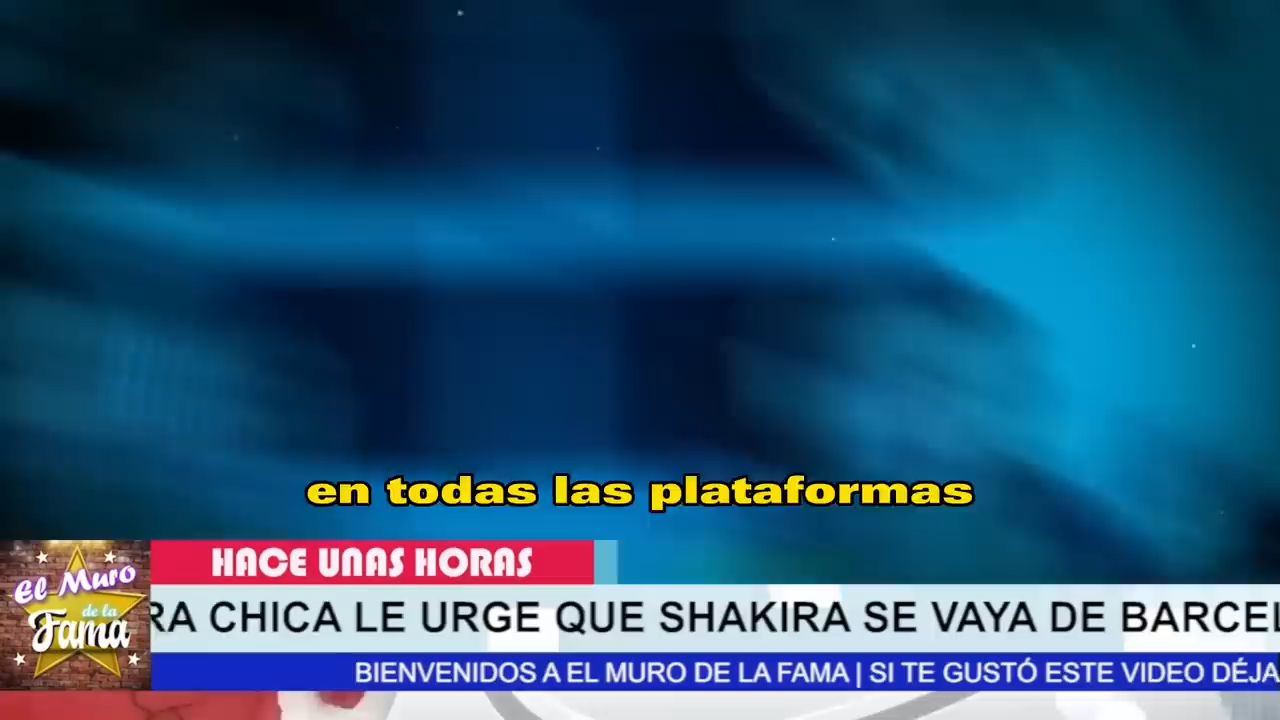 en todas las plataformas
HACE UNAS HORAS
El Muro
de la
Fama
RA CHICA LE URGE QUE SHAKIRA SE VAYA DE BARCEL
BIENVENIDOS A EL MURO DE LA FAMA | SI TE GUSTÓ ESTE VIDEO DÉJA